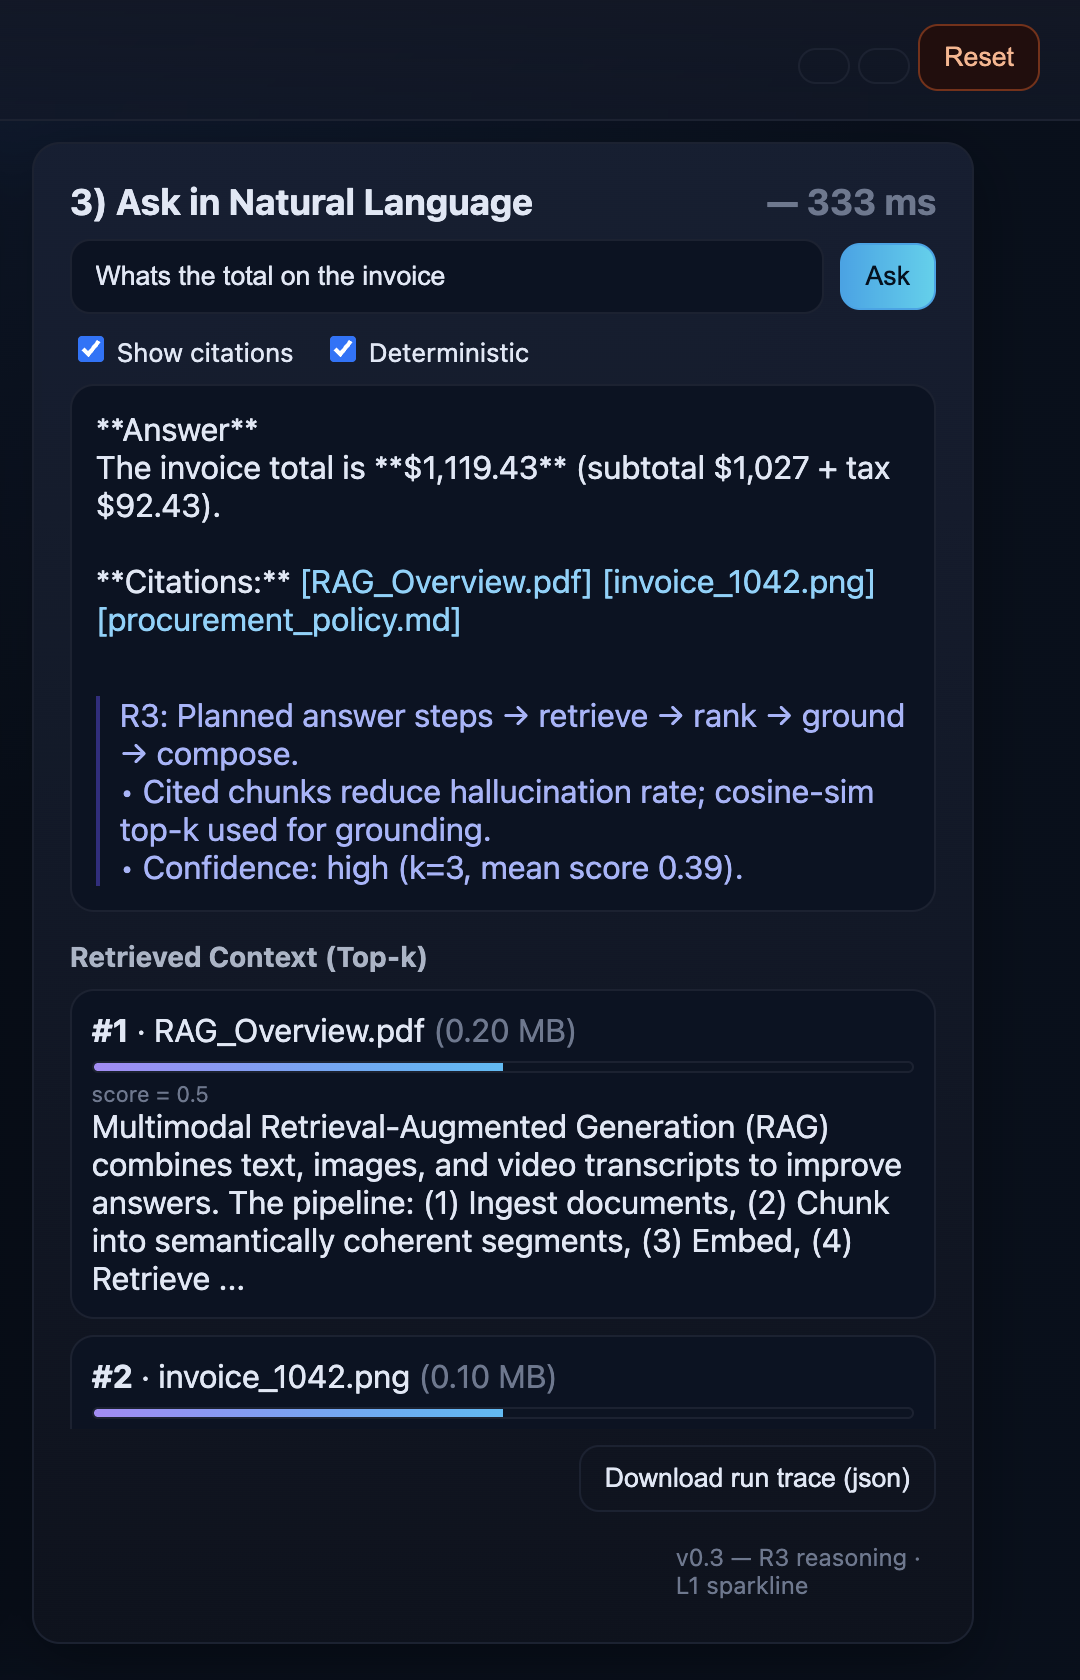 Reset
3) Ask in Natural Language
— 333 ms
Whats the total on the invoice
Ask
Show citations
Deterministic
**Answer**
The invoice total is **$1,119.43** (subtotal $1,027 + tax
$92.43).
**Citations:** [RAG_Overview.pdf] [invoice_1042.png]
[procurement_policy.md]
R3: Planned answer steps → retrieve → rank → ground
→ compose.
• Cited chunks reduce hallucination rate; cosine-sim
top-k used for grounding.
• Confidence: high (k=3, mean score 0.39).
Retrieved Context (Top-k)
#1 · RAG_Overview.pdf (0.20 MB)
score = 0.5
Multimodal Retrieval-Augmented Generation (RAG)
combines text, images, and video transcripts to improve
answers. The pipeline: (1) Ingest documents, (2) Chunk
into semantically coherent segments, (3) Embed, (4)
Retrieve ...
#2 · invoice_1042.png (0.10 MB)
Download run trace (json)
v0.3 — R3 reasoning ·
L1 sparkline